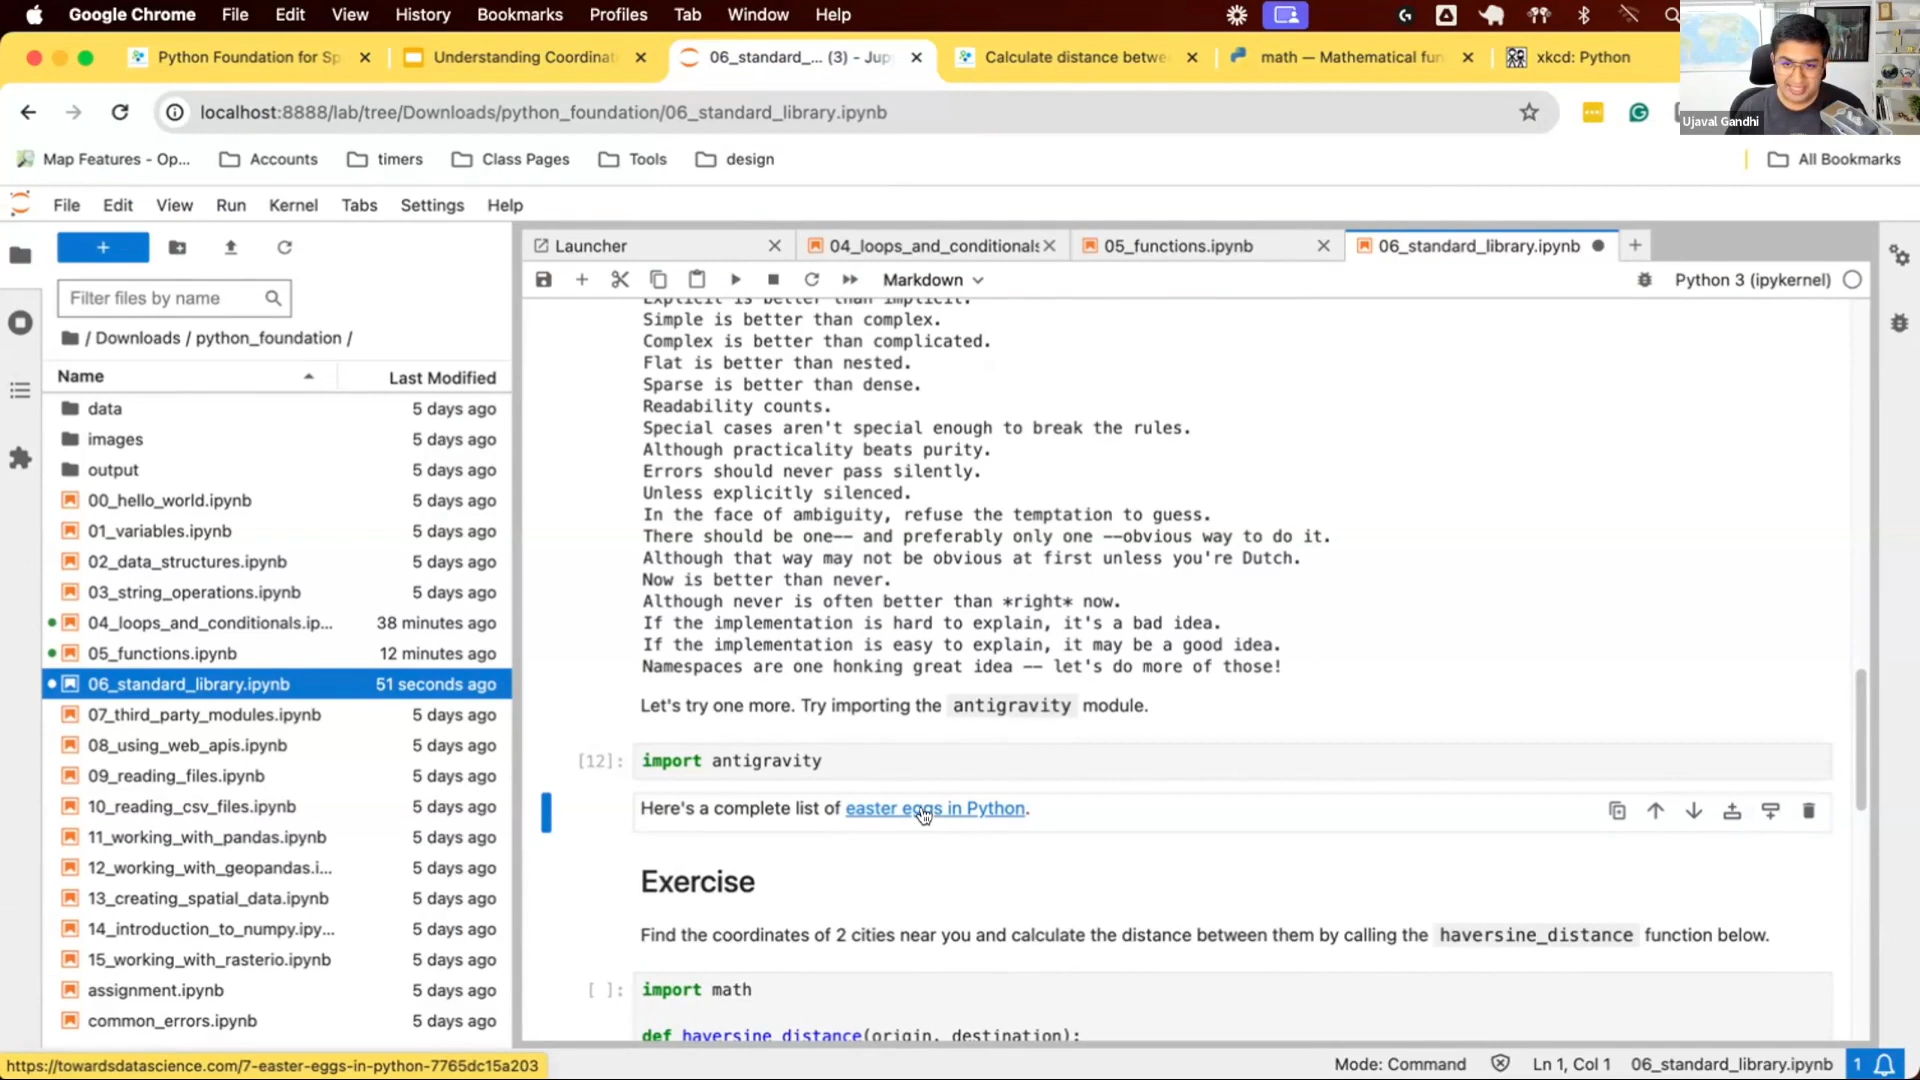 Google Chrome File Edit View History Bookmarks Profiles Tab Window Help
Python Foundation for Sp
Understanding Coordinat
06_standard_... (3) - Jup
Calculate distance betwe
math — Mathematical fun
xkcd: Python
localhost:8888/lab/tree/Downloads/python_foundation/06_standard_library.ipynb
Ujaval Gandhi
Map Features - Op... Accounts timers Class Pages Tools design All Bookmarks
File Edit View Run Kernel Tabs Settings Help
Filter files by name
/ Downloads / python_foundation /
Name Last Modified
data 5 days ago
images 5 days ago
output 5 days ago
00_hello_world.ipynb 5 days ago
01_variables.ipynb 5 days ago
02_data_structures.ipynb 5 days ago
03_string_operations.ipynb 5 days ago
04_loops_and_conditionals.ip... 38 minutes ago
05_functions.ipynb 12 minutes ago
06_standard_library.ipynb 51 seconds ago
07_third_party_modules.ipynb 5 days ago
08_using_web_apis.ipynb 5 days ago
09_reading_files.ipynb 5 days ago
10_reading_csv_files.ipynb 5 days ago
11_working_with_pandas.ipynb 5 days ago
12_working_with_geopandas.i... 5 days ago
13_creating_spatial_data.ipynb 5 days ago
14_introduction_to_numpy.ipy... 5 days ago
15_working_with_rasterio.ipynb 5 days ago
assignment.ipynb 5 days ago
common_errors.ipynb 5 days ago
Launcher
04_loops_and_conditionals
05_functions.ipynb
06_standard_library.ipynb
Markdown
Python 3 (ipykernel)
Explicit is better than implicit.
Simple is better than complex.
Complex is better than complicated.
Flat is better than nested.
Sparse is better than dense.
Readability counts.
Special cases aren't special enough to break the rules.
Although practicality beats purity.
Errors should never pass silently.
Unless explicitly silenced.
In the face of ambiguity, refuse the temptation to guess.
There should be one-- and preferably only one --obvious way to do it.
Although that way may not be obvious at first unless you're Dutch.
Now is better than never.
Although never is often better than *right* now.
If the implementation is hard to explain, it's a bad idea.
If the implementation is easy to explain, it may be a good idea.
Namespaces are one honking great idea -- let's do more of those!
Let's try one more. Try importing the antigravity module.
[12]: import antigravity
Here's a complete list of easter eggs in Python.
Exercise
Find the coordinates of 2 cities near you and calculate the distance between them by calling the haversine_distance function below.
[ ]: import math
def haversine_distance(origin, destination):
https://towardsdatascience.com/7-easter-eggs-in-python-7765dc15a203
Mode: Command
Ln 1, Col 1
06_standard_library.ipynb
1